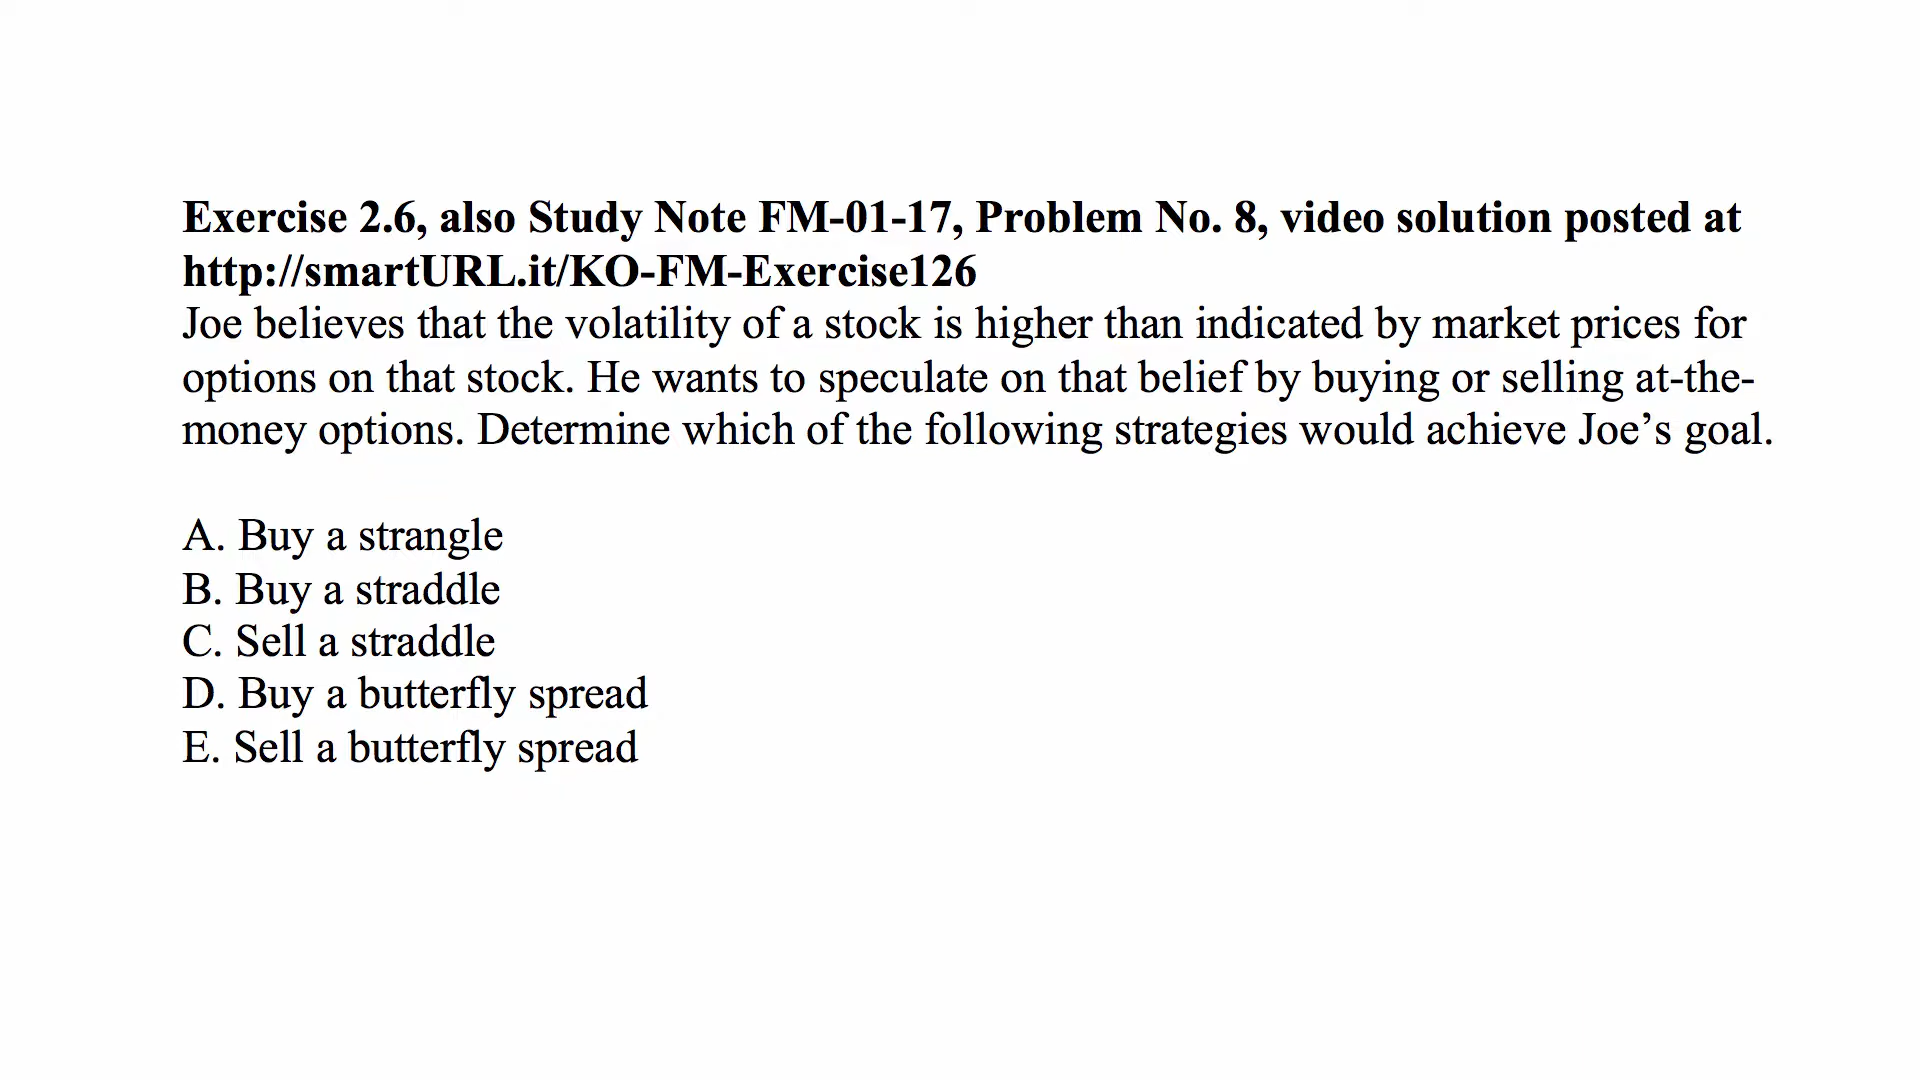 Exercise 2.6, also Study Note FM-01-17, Problem No. 8, video solution posted at
http://smartURL.it/KO-FM-Exercise126
Joe believes that the volatility of a stock is higher than indicated by market prices for
options on that stock. He wants to speculate on that belief by buying or selling at-the-
money options. Determine which of the following strategies would achieve Joe’s goal.
A. Buy a strangle
B. Buy a straddle
C. Sell a straddle
D. Buy a butterfly spread
E. Sell a butterfly spread